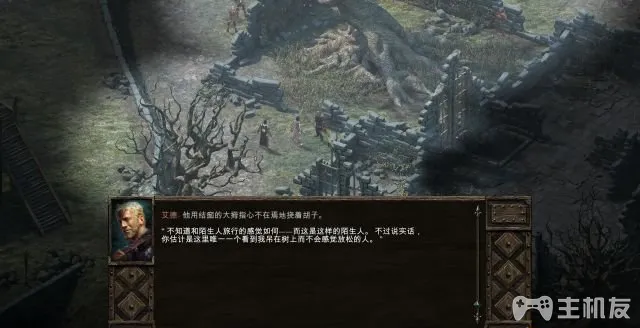 艾德: 他用结痂的大拇指心不在焉地挠着胡子。
" 不知道和陌生人旅行的感觉如何——而这是这样的陌生人。 不过说实话，
你估计是这里唯一一个看到我吊在树上而不会感觉放松的人。 "
主机友